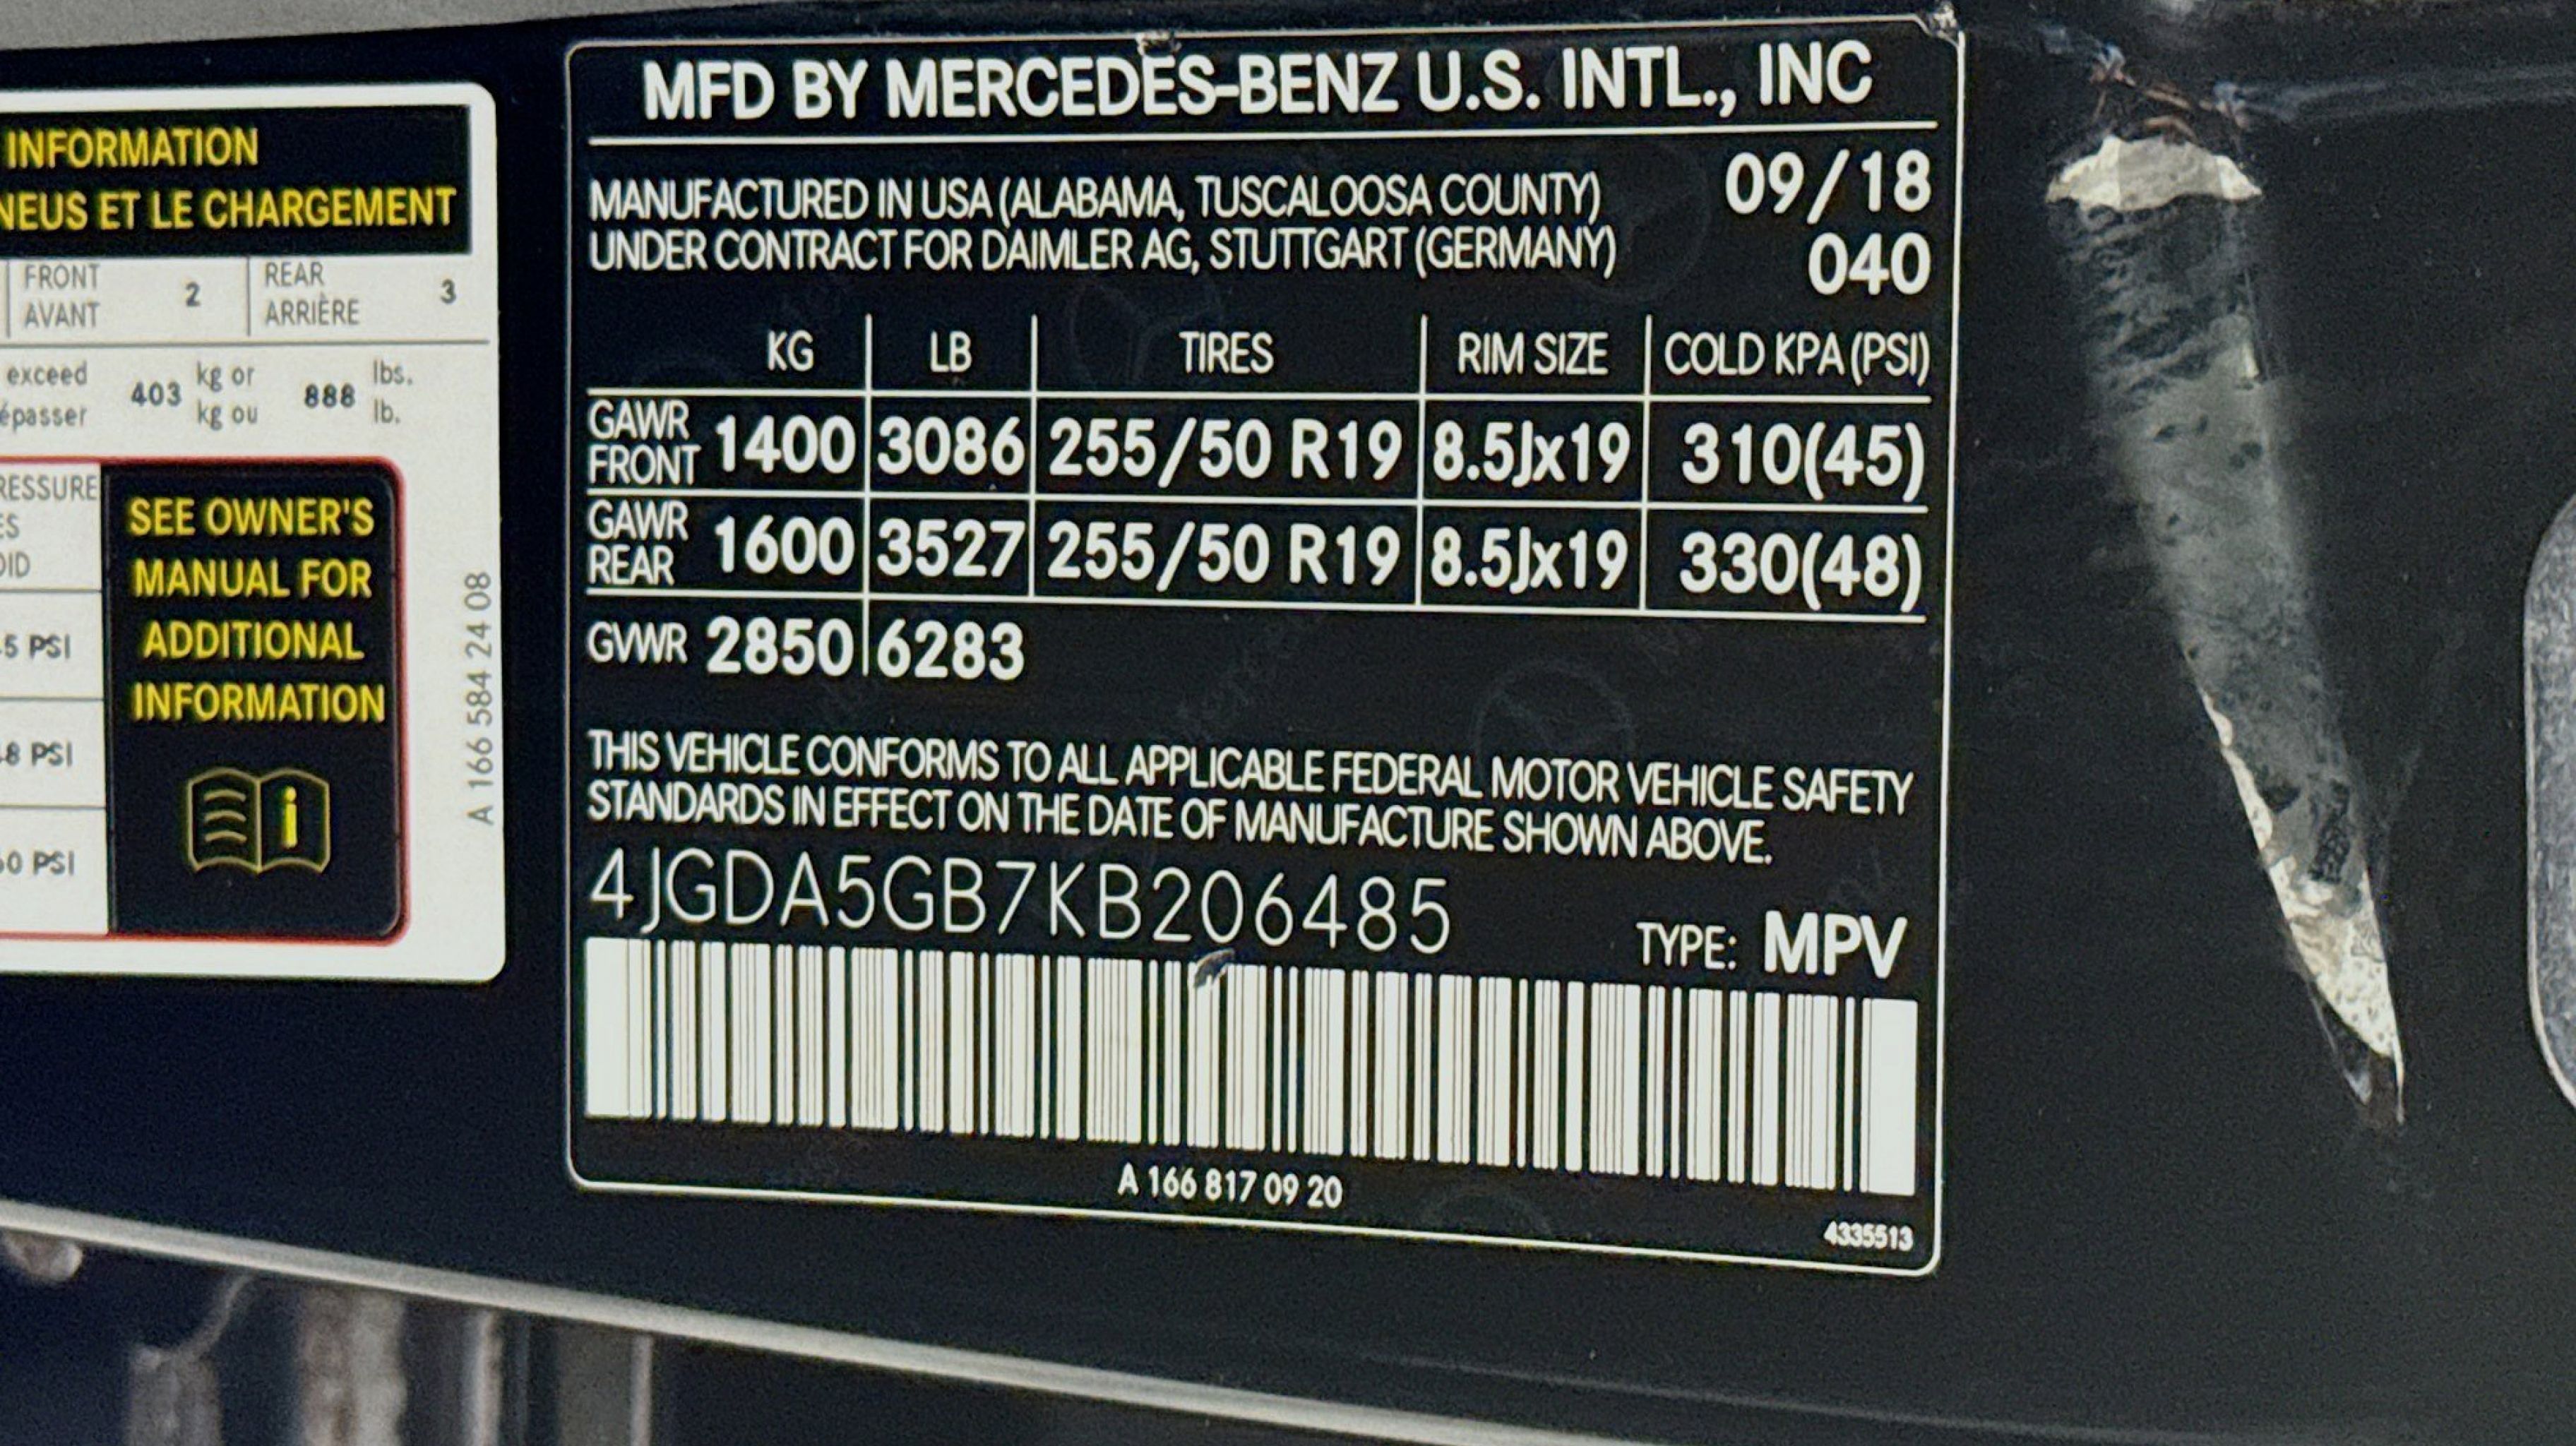 INFORMATION
NEUS ET LE CHARGEMENT
FRONT 2 REAR 3
AVANT ARRIÈRE
exceed 403 kg or 888 lbs.
épasser kg ou lb.
RESSURE
ES
OID
5 PSI
8 PSI
60 PSI
SEE OWNER'S
MANUAL FOR
ADDITIONAL
INFORMATION
A 166 584 24 08
MFD BY MERCEDES-BENZ U.S. INTL., INC
MANUFACTURED IN USA (ALABAMA, TUSCALOOSA COUNTY) 09/18
UNDER CONTRACT FOR DAIMLER AG, STUTTGART (GERMANY) 040
KG LB TIRES RIM SIZE COLD KPA (PSI)
GAWR FRONT 1400 3086 255/50 R19 8.5Jx19 310(45)
GAWR REAR 1600 3527 255/50 R19 8.5Jx19 330(48)
GVWR 2850 6283
THIS VEHICLE CONFORMS TO ALL APPLICABLE FEDERAL MOTOR VEHICLE SAFETY
STANDARDS IN EFFECT ON THE DATE OF MANUFACTURE SHOWN ABOVE.
4JGDA5GB7KB206485 TYPE: MPV
A 166 817 09 20
4335513